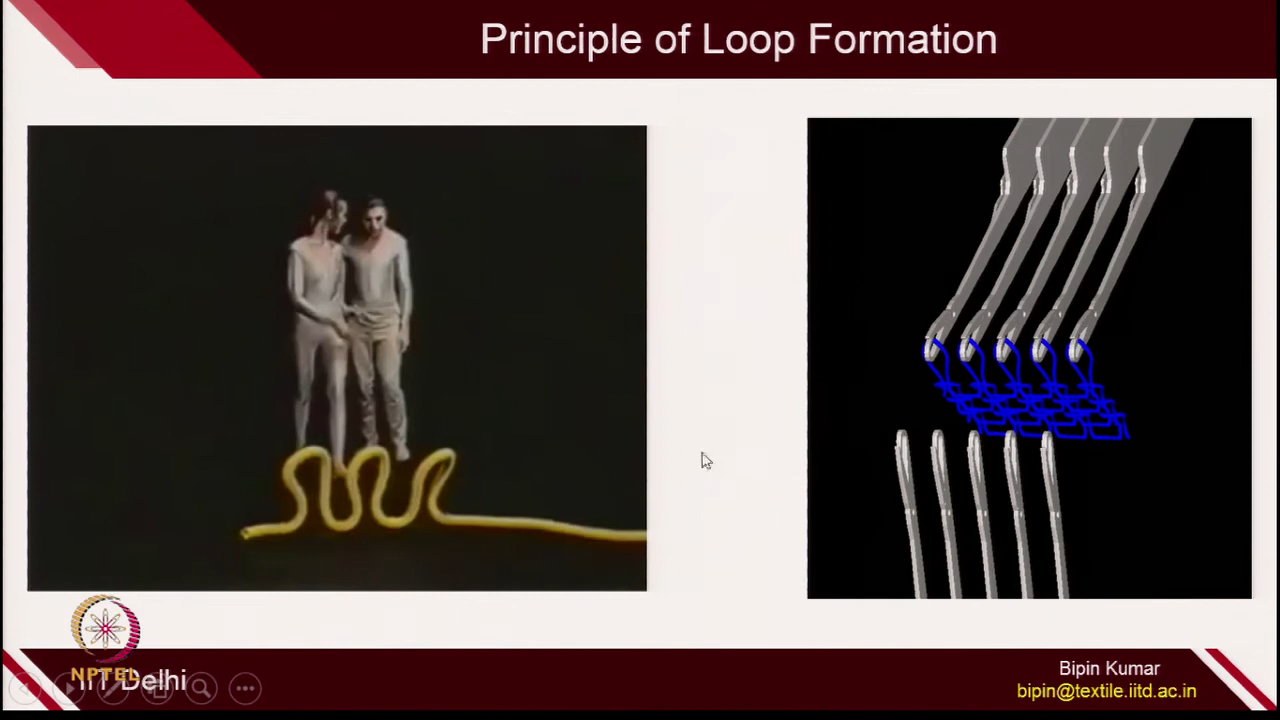 Principle of Loop Formation
NPTEL
IIT Delhi
Bipin Kumar
bipin@textile.iitd.ac.in